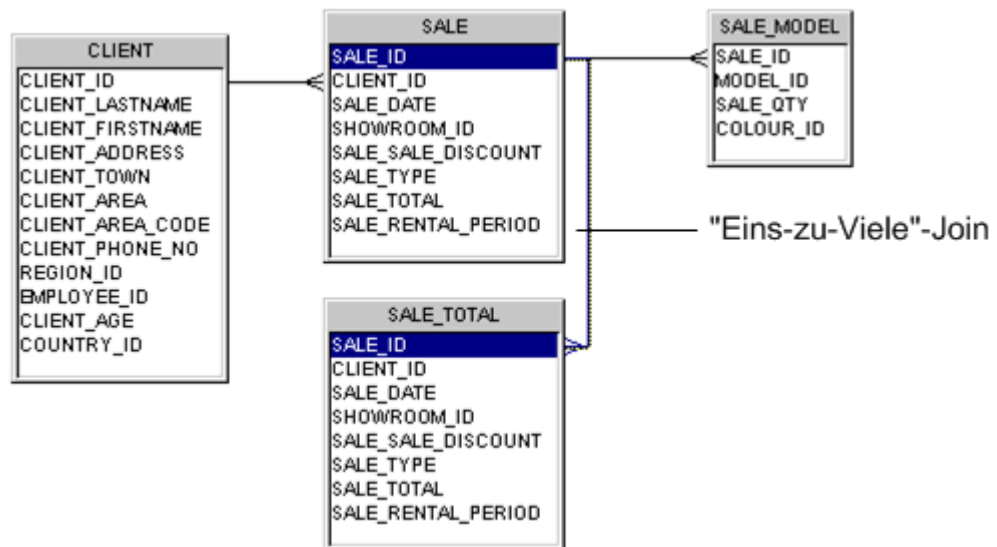 CLIENT
CLIENT_ID
CLIENT_LASTNAME
CLIENT_FIRSTNAME
CLIENT_ADDRESS
CLIENT_TOWN
CLIENT_AREA
CLIENT_AREA_CODE
CLIENT_PHONE_NO
REGION_ID
EMPLOYEE_ID
CLIENT_AGE
COUNTRY_ID
SALE
SALE_ID
CLIENT_ID
SALE_DATE
SHOWROOM_ID
SALE_SALE_DISCOUNT
SALE_TYPE
SALE_TOTAL
SALE_RENTAL_PERIOD
SALE_MODEL
SALE_ID
MODEL_ID
SALE_QTY
COLOUR_ID
"Eins-zu-Viele"-Join
SALE_TOTAL
SALE_ID
CLIENT_ID
SALE_DATE
SHOWROOM_ID
SALE_SALE_DISCOUNT
SALE_TYPE
SALE_TOTAL
SALE_RENTAL_PERIOD